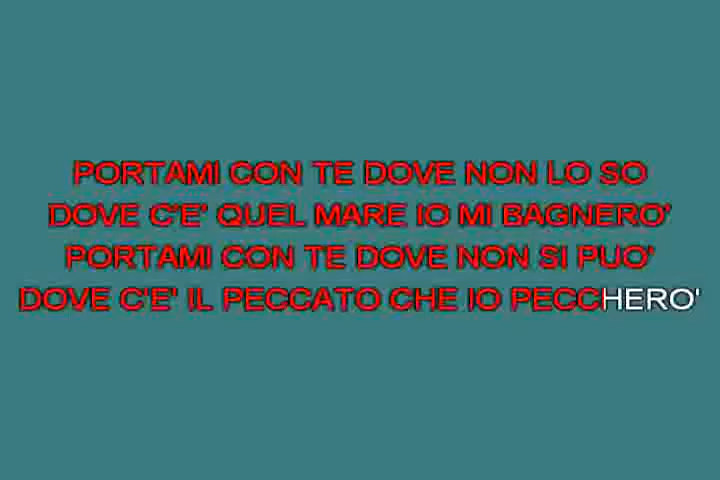 PORTAMI CON TE DOVE NON LO SO
DOVE C'E' QUEL MARE IO MI BAGNERO'
PORTAMI CON TE DOVE NON SI PUO'
DOVE C'E' IL PECCATO CHE IO PECCHERO'